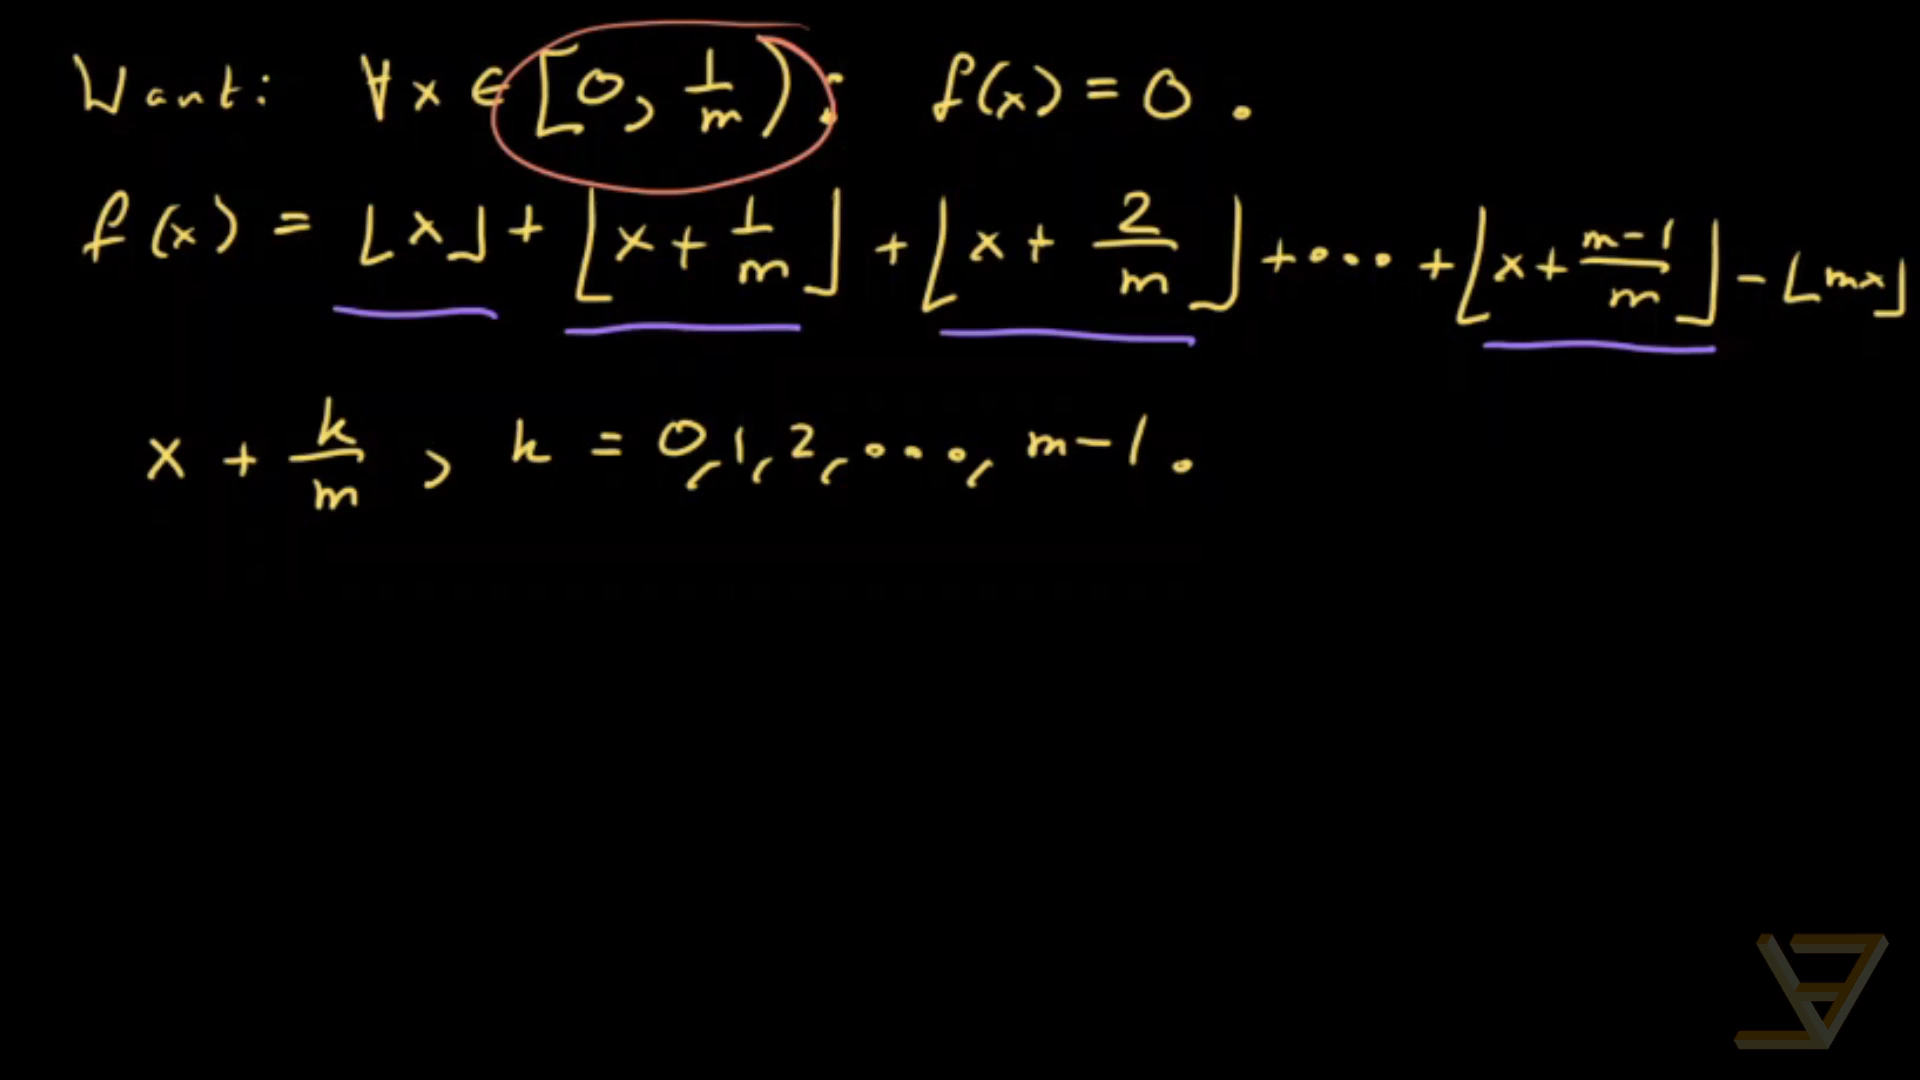 Want: ∀x ∈ [0, 1/m): f(x) = 0.
f(x) = ⌊x⌋ + ⌊x + 1/m⌋ + ⌊x + 2/m⌋ + ... + ⌊x + m-1/m⌋ - ⌊mx⌋
x + k/m, k = 0, 1, 2, ..., m-1.